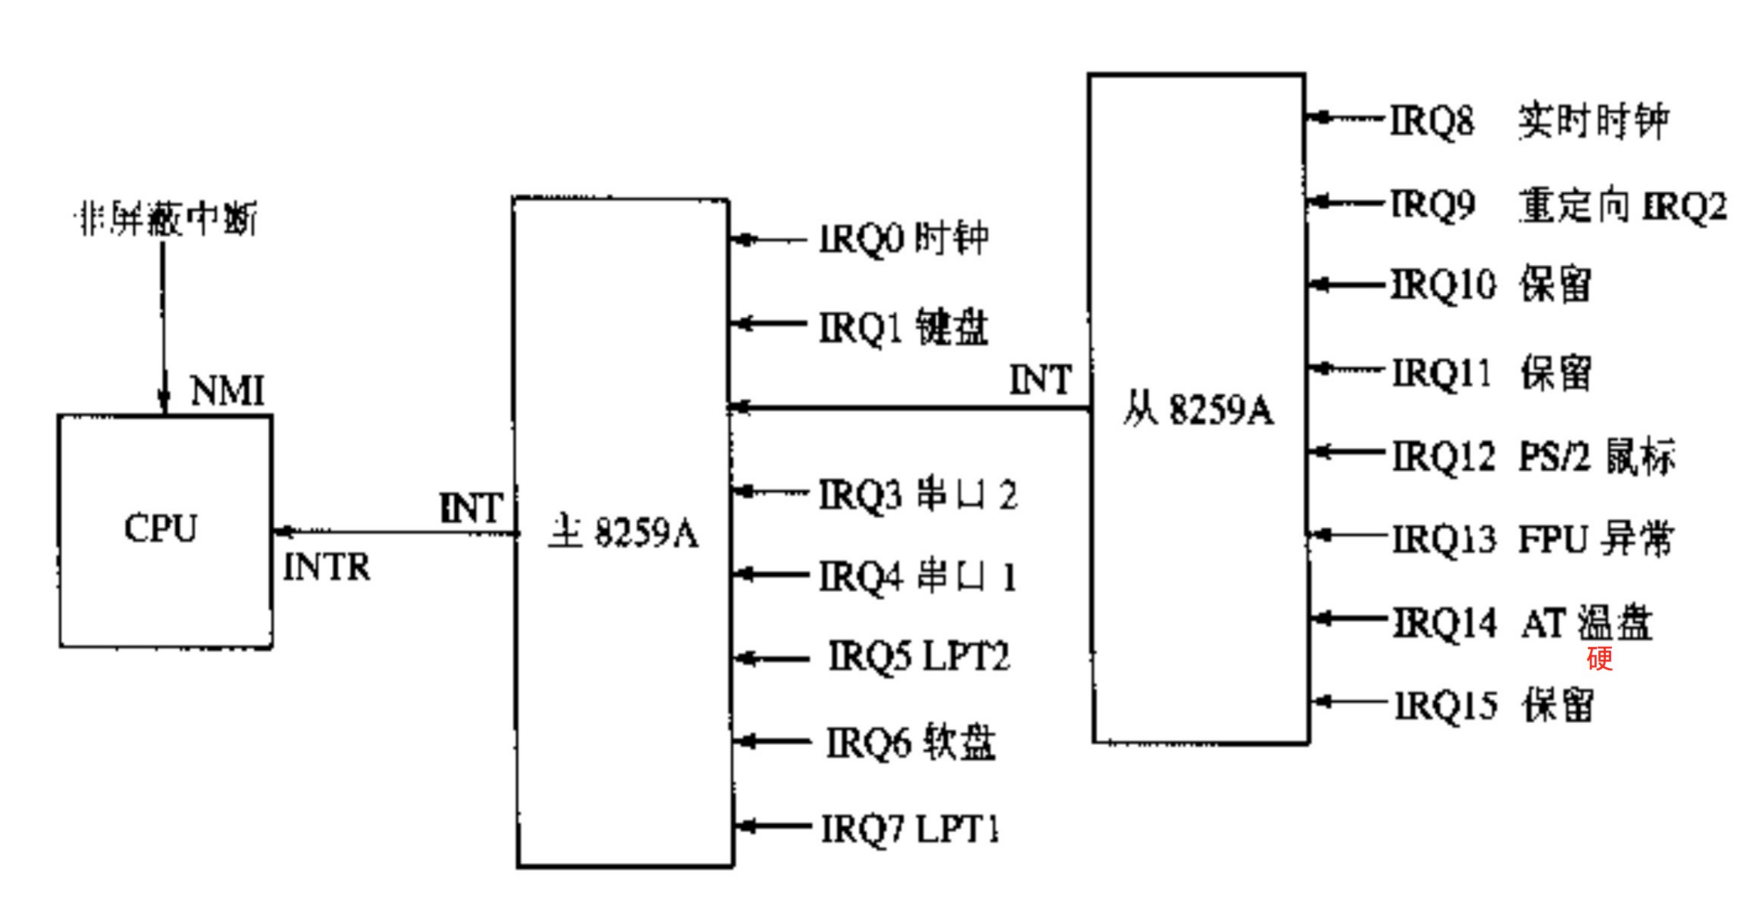 非屏蔽中断
NMI
CPU
INTR
INT
主 8259A
IRQ0 时钟
IRQ1 键盘
INT
IRQ3 串口 2
IRQ4 串口 1
IRQ5 LPT2
IRQ6 软盘
IRQ7 LPT1
从 8259A
IRQ8 实时时钟
IRQ9 重定向 IRQ2
IRQ10 保留
IRQ11 保留
IRQ12 PS/2 鼠标
IRQ13 FPU 异常
IRQ14 AT 温盘
硬
IRQ15 保留